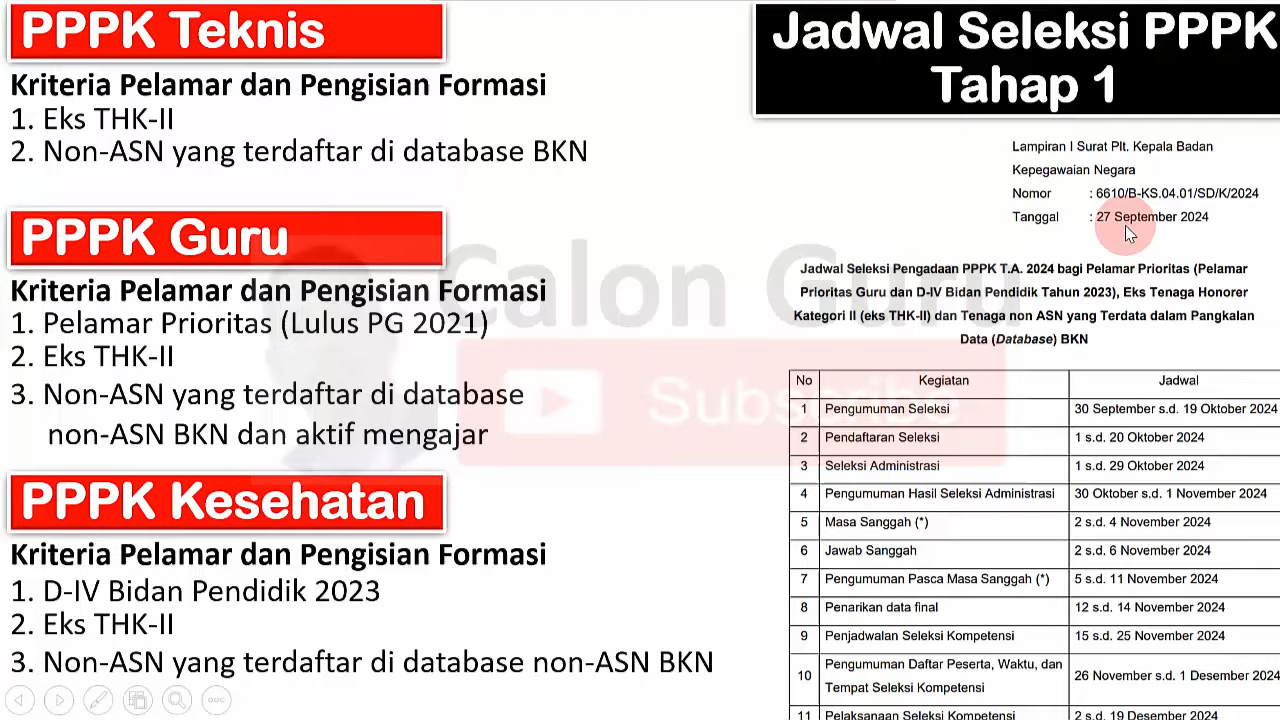 PPPK Teknis
Kriteria Pelamar dan Pengisian Formasi
1. Eks THK-II
2. Non-ASN yang terdaftar di database BKN
PPPK Guru
Kriteria Pelamar dan Pengisian Formasi
1. Pelamar Prioritas (Lulus PG 2021)
2. Eks THK-II
3. Non-ASN yang terdaftar di database
non-ASN BKN dan aktif mengajar
PPPK Kesehatan
Kriteria Pelamar dan Pengisian Formasi
1. D-IV Bidan Pendidik 2023
2. Eks THK-II
3. Non-ASN yang terdaftar di database non-ASN BKN
Calon Guru
Subscribe
Jadwal Seleksi PPPK
Tahap 1
Lampiran I Surat Plt. Kepala Badan
Kepegawaian Negara
Nomor : 6610/B-KS.04.01/SD/K/2024
Tanggal : 27 September 2024
Jadwal Seleksi Pengadaan PPPK T.A. 2024 bagi Pelamar Prioritas (Pelamar
Prioritas Guru dan D-IV Bidan Pendidik Tahun 2023), Eks Tenaga Honorer
Kategori II (eks THK-II) dan Tenaga non ASN yang Terdata dalam Pangkalan
Data (Database) BKN
No Kegiatan Jadwal
1 Pengumuman Seleksi 30 September s.d. 19 Oktober 2024
2 Pendaftaran Seleksi 1 s.d. 20 Oktober 2024
3 Seleksi Administrasi 1 s.d. 29 Oktober 2024
4 Pengumuman Hasil Seleksi Administrasi 30 Oktober s.d. 1 November 2024
5 Masa Sanggah (*) 2 s.d. 4 November 2024
6 Jawab Sanggah 2 s.d. 6 November 2024
7 Pengumuman Pasca Masa Sanggah (*) 5 s.d. 11 November 2024
8 Penarikan data final 12 s.d. 14 November 2024
9 Penjadwalan Seleksi Kompetensi 15 s.d. 25 November 2024
10 Pengumuman Daftar Peserta, Waktu, dan
Tempat Seleksi Kompetensi 26 November s.d. 1 Desember 2024
11 Pelaksanaan Seleksi Kompetensi 2 s.d. 19 Desember 2024